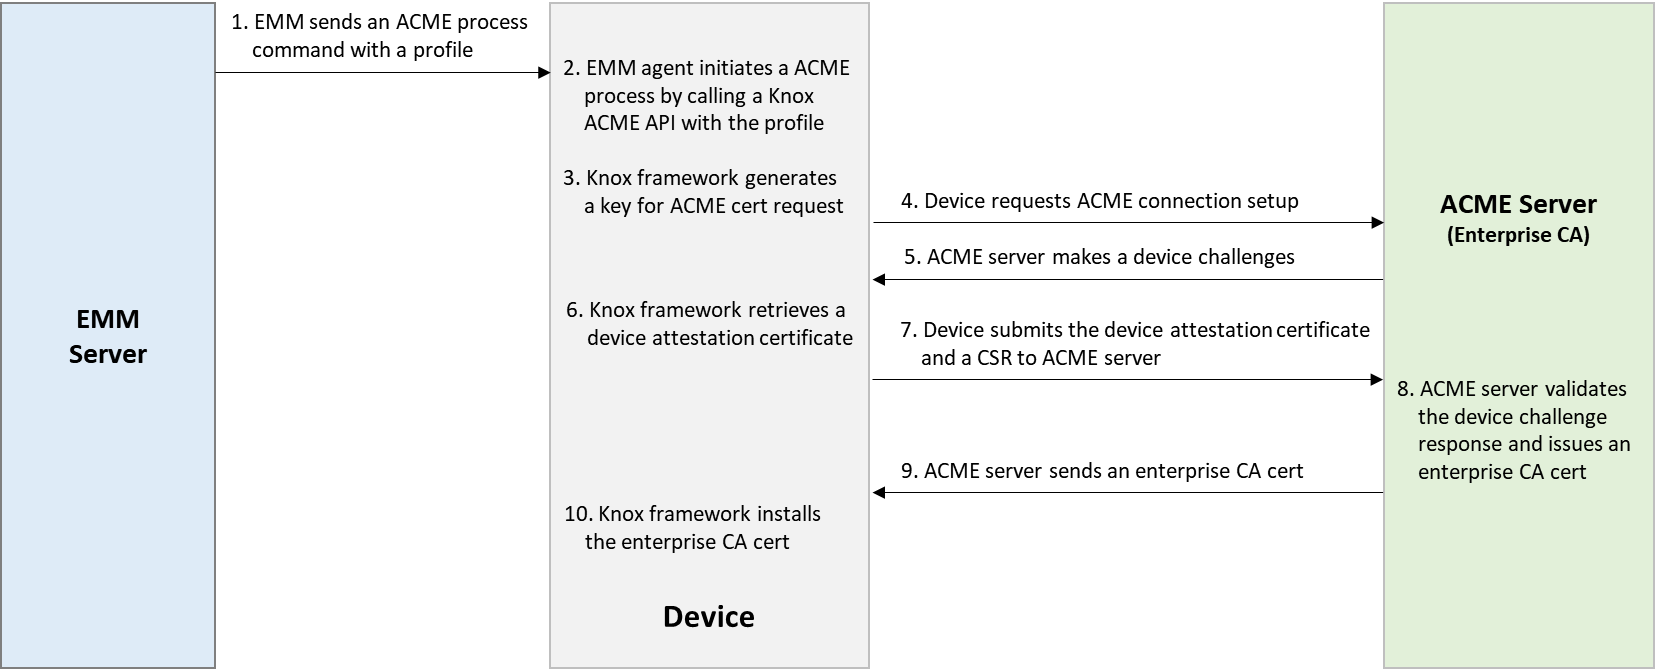 1. EMM sends an ACME process
command with a profile
2. EMM agent initiates a ACME
process by calling a Knox
ACME API with the profile
3. Knox framework generates
a key for ACME cert request
4. Device requests ACME connection setup
ACME Server
(Enterprise CA)
5. ACME server makes a device challenges
EMM
Server
6. Knox framework retrieves a
device attestation certificate
7. Device submits the device attestation certificate
and a CSR to ACME server
8. ACME server validates
the device challenge
response and issues an
enterprise CA cert
9. ACME server sends an enterprise CA cert
10. Knox framework installs
the enterprise CA cert
Device